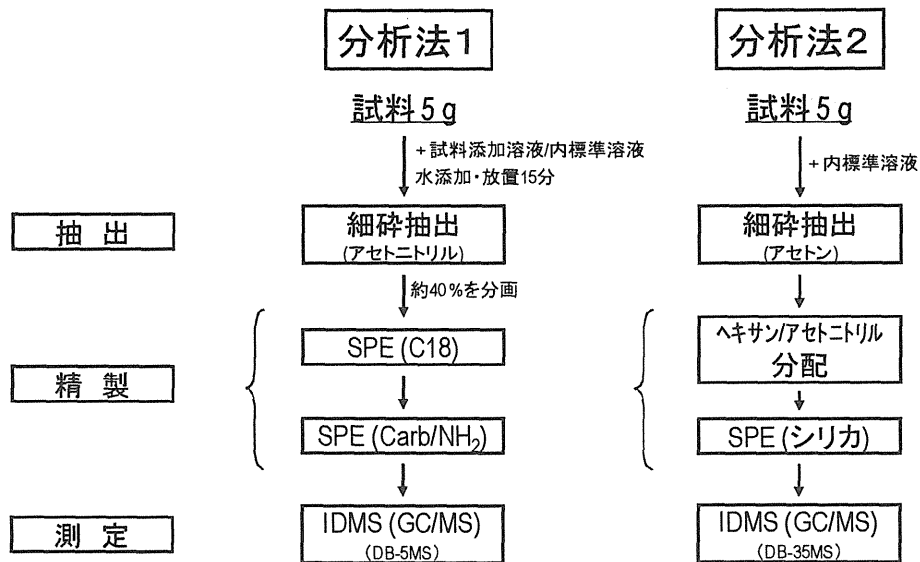 分析法1
分析法2
試料5 g
試料5 g
+試料添加溶液/内標準溶液
水添加・放置15分
+内標準溶液
抽 出
細砕抽出
(アセトニトリル)
細砕抽出
(アセトン)
約40%を分画
精 製
SPE (C18)
SPE (Carb/NH₂)
ヘキサン/アセトニトリル
分配
SPE (シリカ)
測 定
IDMS (GC/MS)
(DB-5MS)
IDMS (GC/MS)
(DB-35MS)